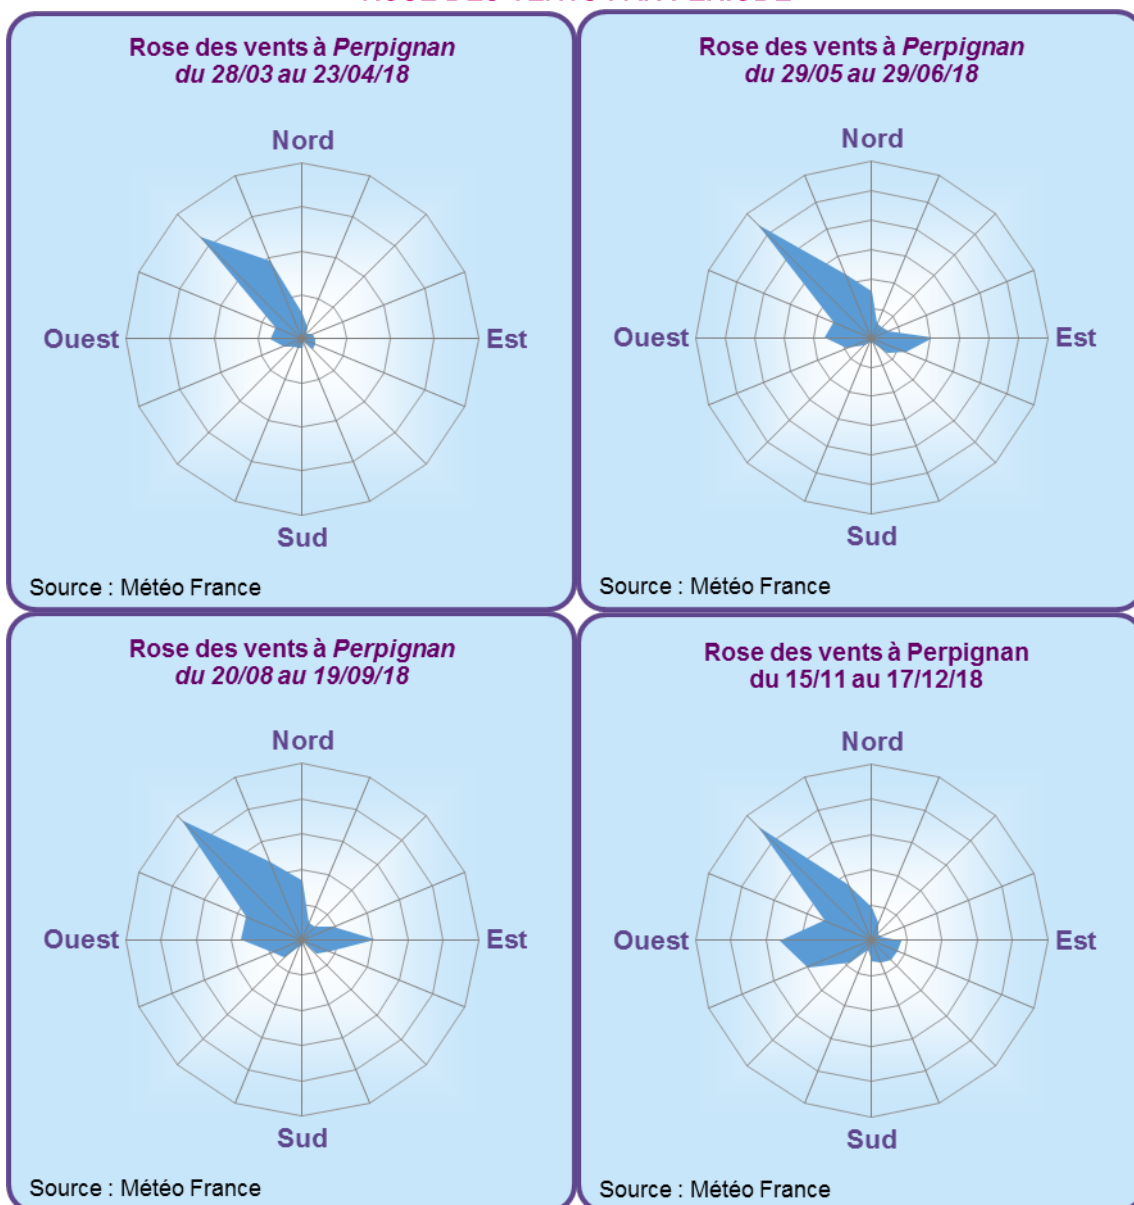 Rose des vents à Perpignan
du 28/03 au 23/04/18
Nord
Ouest
Est
Sud
Source : Météo France
Rose des vents à Perpignan
du 29/05 au 29/06/18
Nord
Ouest
Est
Sud
Source : Météo France
Rose des vents à Perpignan
du 20/08 au 19/09/18
Nord
Ouest
Est
Sud
Source : Météo France
Rose des vents à Perpignan
du 15/11 au 17/12/18
Nord
Ouest
Est
Sud
Source : Météo France